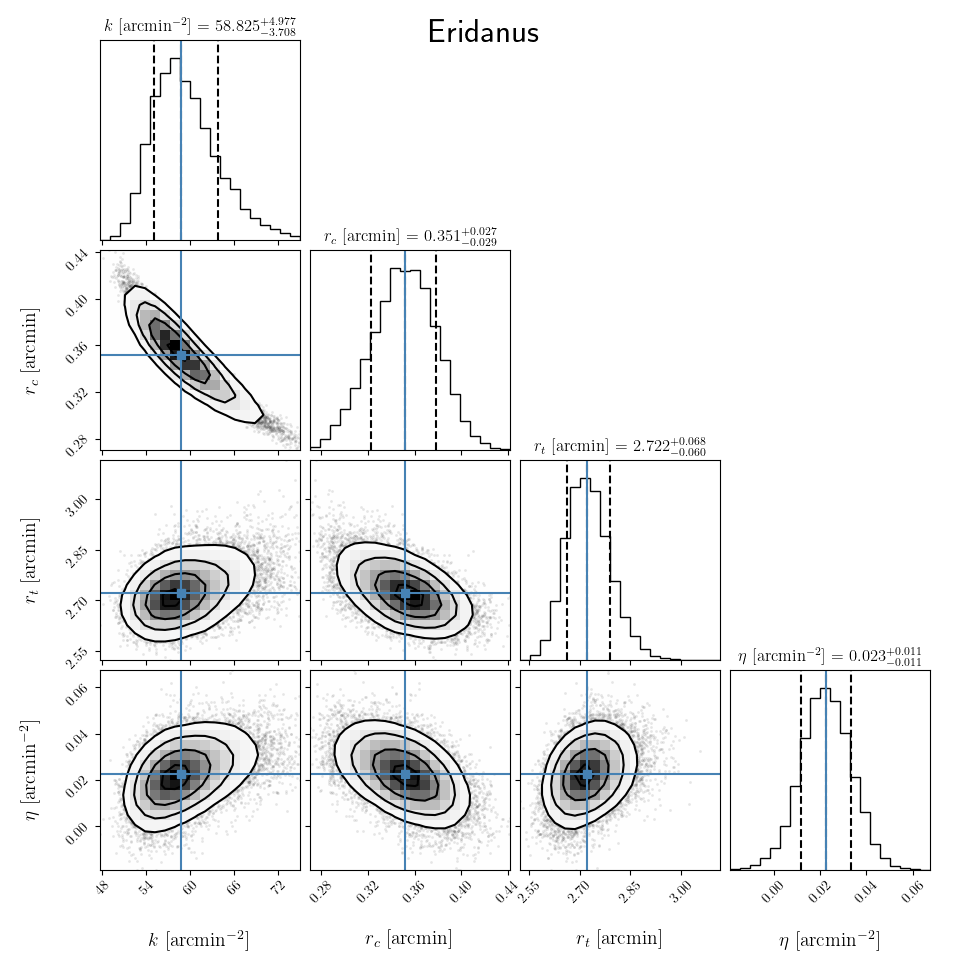 Eridanus
k [arcmin⁻²] = 58.825⁺⁴·⁹⁷⁷₋₃.₇₀₈
r_c [arcmin] = 0.351^{+0.027}_{−0.029}
0.44
0.40
0.36
0.32
0.28
r_c [arcmin]
r_t [arcmin] = 2.722^{+0.068}_{−0.060}
3.00
2.85
2.70
2.55
r_t [arcmin]
η [arcmin⁻²] = 0.023^{+0.011}_{−0.011}
0.06
0.04
0.02
0.00
η [arcmin⁻²]
48 54 60 66 72
0.28 0.32 0.36 0.40 0.44
2.55 2.70 2.85 3.00
0.00 0.02 0.04 0.06
k [arcmin⁻²]
r_c [arcmin]
r_t [arcmin]
η [arcmin⁻²]